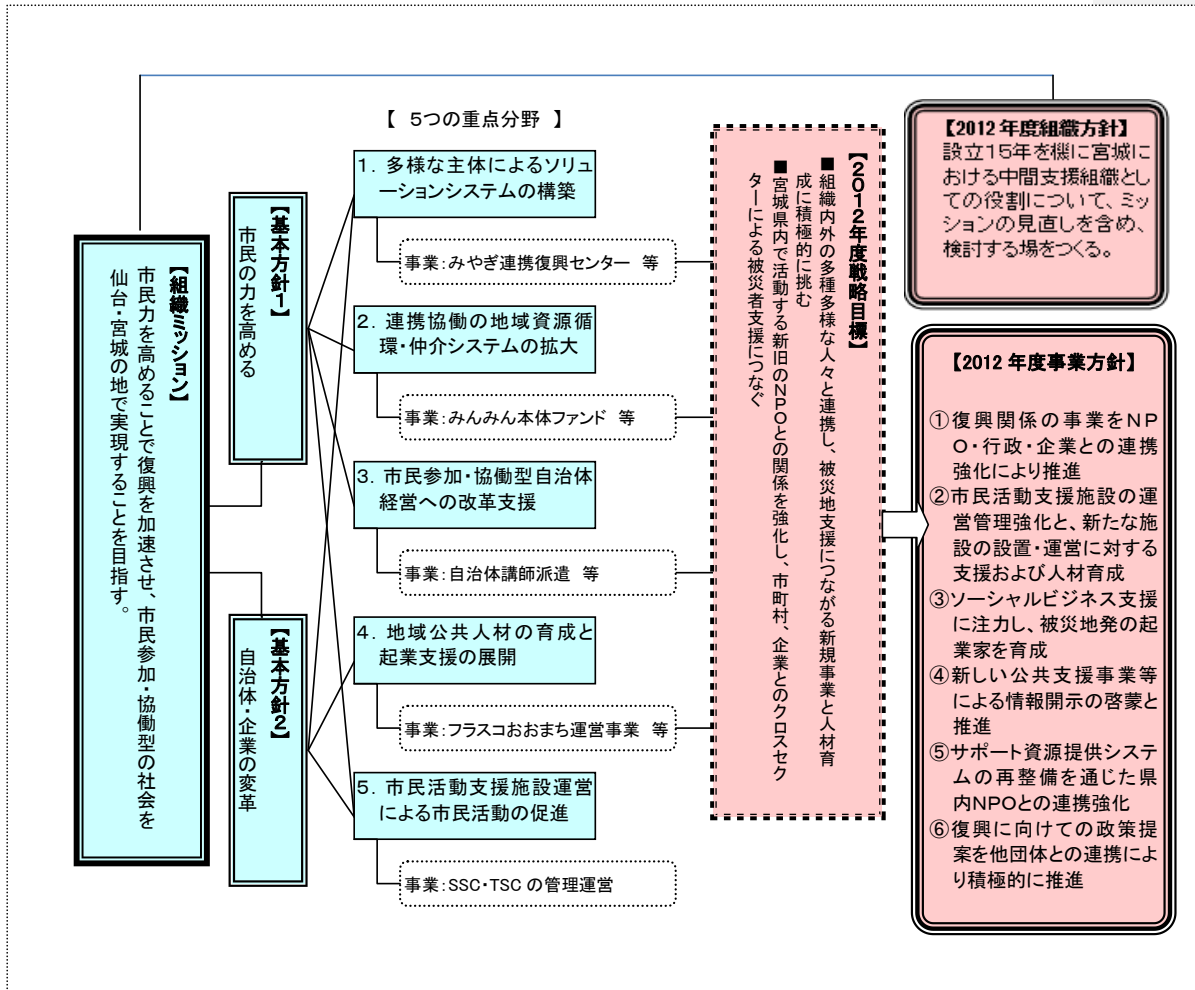 【組織ミッション】
市民力を高めることで復興を加速させ、市民参加・協働型の社会を
仙台・宮城の地で実現することを目指す。
【基本方針1】
市民の力を高める
【基本方針2】
自治体・企業の変革
【 5つの重点分野 】
1．多様な主体によるソリュ
ーションシステムの構築
事業：みやぎ連携復興センター 等
2．連携協働の地域資源循
環・仲介システムの拡大
事業：みんみん本体ファンド 等
3．市民参加・協働型自治体
経営への改革支援
事業：自治体講師派遣 等
4．地域公共人材の育成と
起業支援の展開
事業：フラスコおおまち運営事業 等
5．市民活動支援施設運営
による市民活動の促進
事業：SSC・TSC の管理運営
【2012年度戦略目標】
■組織内外の多種多様な人々と連携し、被災地支援につながる新規事業と人材育
成に積極的に挑む
■宮城県内で活動する新旧のNPOとの関係を強化し、市町村、企業とのクロスセク
ターによる被災者支援につなぐ
【2012 年度組織方針】
設立15年を機に宮城に
おける中間支援組織とし
ての役割について、ミッ
ションの見直しを含め、
検討する場をつくる。
【2012 年度事業方針】
①復興関係の事業をNP
O・行政・企業との連携
強化により推進
②市民活動支援施設の運
営管理強化と、新たな施
設の設置・運営に対する
支援および人材育成
③ソーシャルビジネス支援
に注力し、被災地発の起
業家を育成
④新しい公共支援事業等
による情報開示の啓蒙と
推進
⑤サポート資源提供システ
ムの再整備を通じた県
内NPOとの連携強化
⑥復興に向けての政策提
案を他団体との連携によ
り積極的に推進